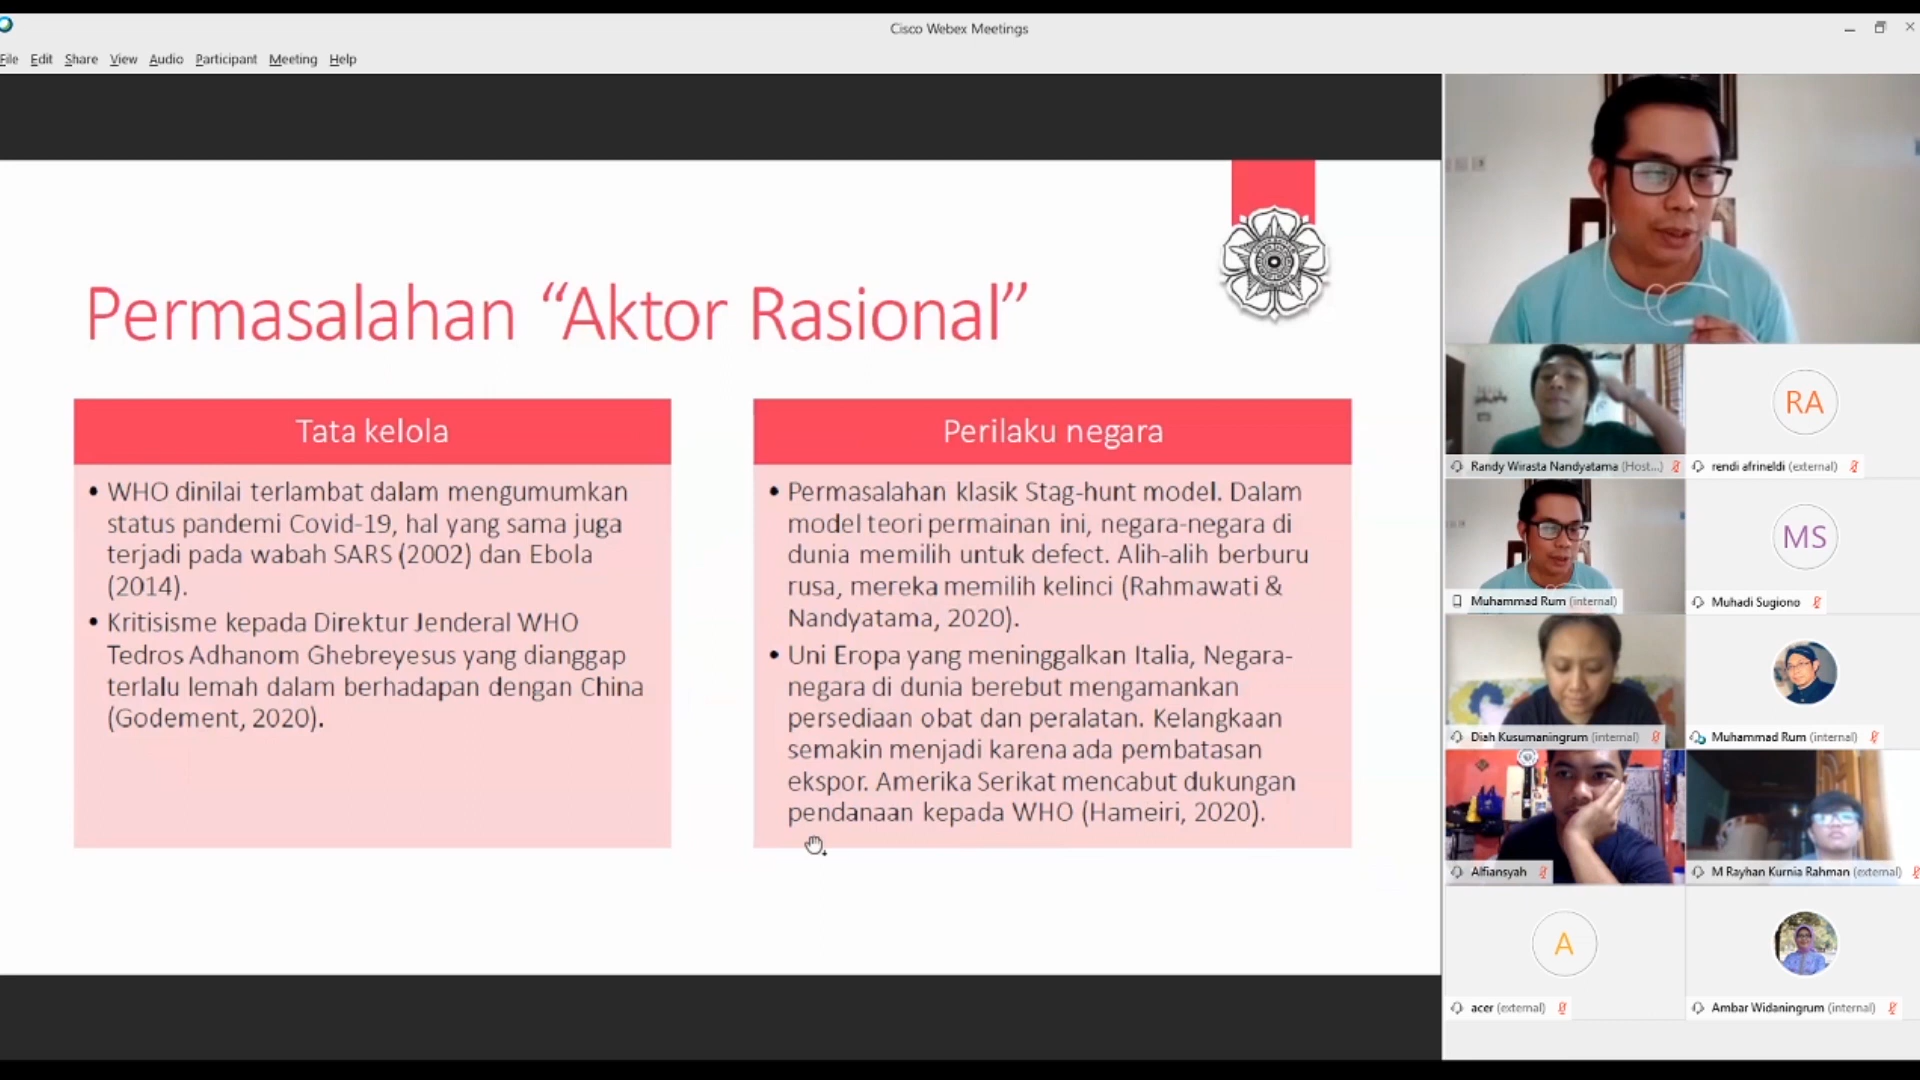 Cisco Webex Meetings
File Edit Share View Audio Participant Meeting Help
Permasalahan “Aktor Rasional”
Tata kelola
• WHO dinilai terlambat dalam mengumumkan
status pandemi Covid-19, hal yang sama juga
terjadi pada wabah SARS (2002) dan Ebola
(2014).
• Kritisisme kepada Direktur Jenderal WHO
Tedros Adhanom Ghebreyesus yang dianggap
terlalu lemah dalam berhadapan dengan China
(Godement, 2020).
Perilaku negara
• Permasalahan klasik Stag-hunt model. Dalam
model teori permainan ini, negara-negara di
dunia memilih untuk defect. Alih-alih berburu
rusa, mereka memilih kelinci (Rahmawati &
Nandyatama, 2020).
• Uni Eropa yang meninggalkan Italia, Negara-
negara di dunia berebut mengamankan
persediaan obat dan peralatan. Kelangkaan
semakin menjadi karena ada pembatasan
ekspor. Amerika Serikat mencabut dukungan
pendanaan kepada WHO (Hameiri, 2020).
RA
Randy Wirasta Nandyatama (Host...)
rendi afrineldi (external)
MS
Muhammad Rum (internal)
Muhadi Sugiono
Diah Kusumaningrum (internal)
Muhammad Rum (internal)
Alfiansyah
M Rayhan Kurnia Rahman (external)
A
acer (external)
Ambar Widaningrum (internal)